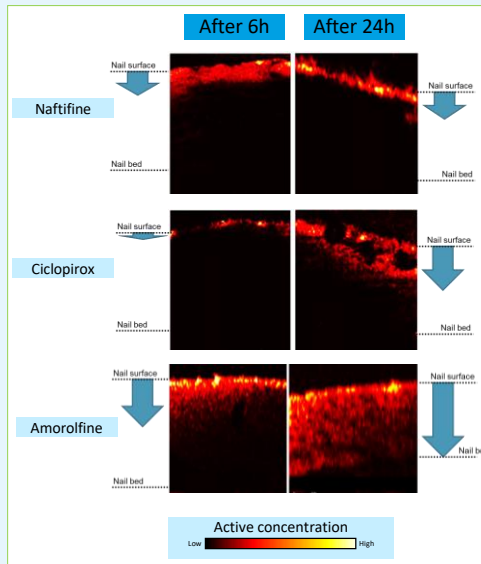 After 6h
After 24h
Nail surface
Nail surface
Naftifine
Nail bed
Nail bed
Nail surface
Nail surface
Ciclopirox
Nail bed
Nail bed
Nail surface
Nail surface
Amorolfine
Nail be
Nail bed
Active concentration
Low
High